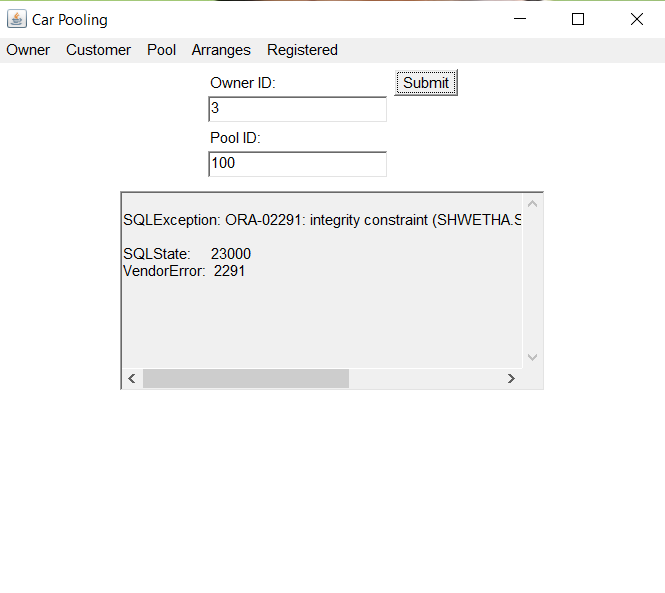 Car Pooling
Owner Customer Pool Arranges Registered
Owner ID:
Submit
3
Pool ID:
100
SQLException: ORA-02291: integrity constraint (SHWETHA.S
SQLState: 23000
VendorError: 2291